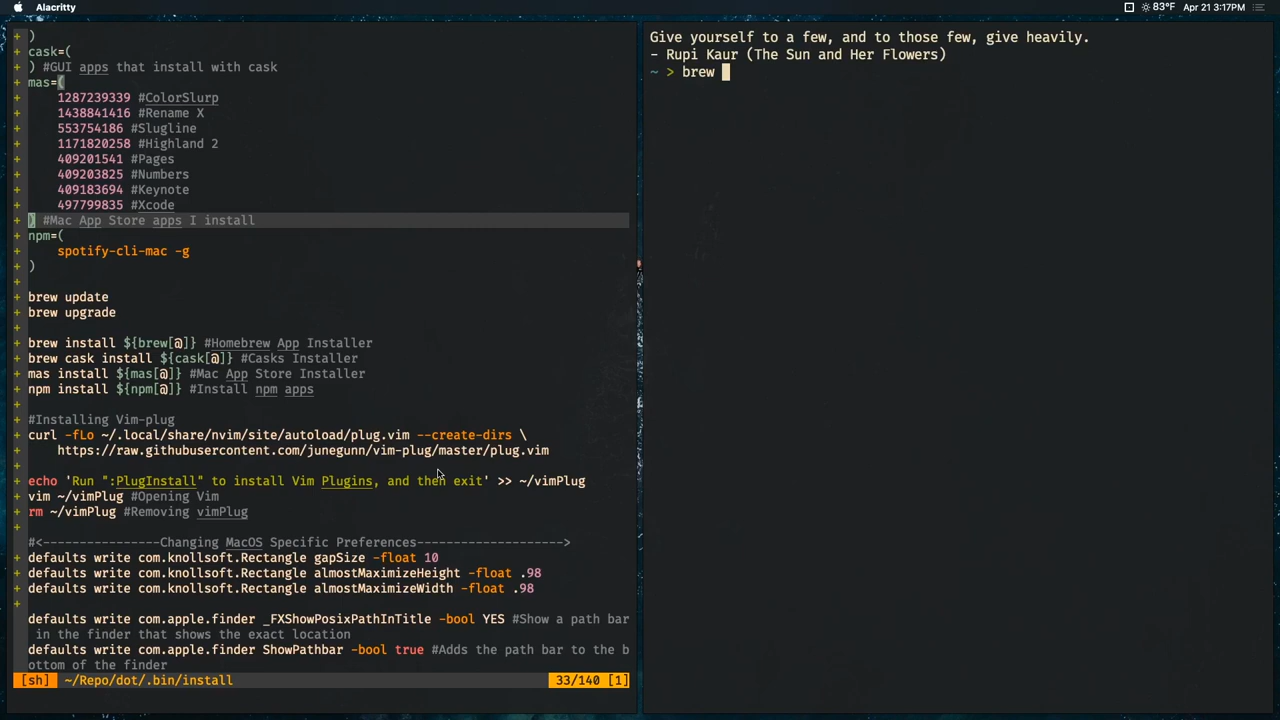 Alacritty
83°F Apr 21 3:17PM
+ )
cask=(
+ ) #GUI apps that install with cask
mas=(
+ 1287239339 #ColorSlurp
+ 1438841416 #Rename X
+ 553754186 #Slugline
+ 1171820258 #Highland 2
+ 409201541 #Pages
+ 409203825 #Numbers
+ 409183694 #Keynote
+ 497799835 #Xcode
+ ) #Mac App Store apps I install
+ npm=(
+ spotify-cli-mac -g
+ )
+
+ brew update
+ brew upgrade
+
+ brew install ${brew[@]} #Homebrew App Installer
+ brew cask install ${cask[@]} #Casks Installer
+ mas install ${mas[@]} #Mac App Store Installer
+ npm install ${npm[@]} #Install npm apps
+
+ #Installing Vim-plug
+ curl -fLo ~/.local/share/nvim/site/autoload/plug.vim --create-dirs \
+ https://raw.githubusercontent.com/junegunn/vim-plug/master/plug.vim
+
+ echo 'Run ":PlugInstall" to install Vim Plugins, and then exit' >> ~/vimPlug
+ vim ~/vimPlug #Opening Vim
+ rm ~/vimPlug #Removing vimPlug
+
#<----------------Changing MacOS Specific Preferences-------------------->
+ defaults write com.knollsoft.Rectangle gapSize -float 10
+ defaults write com.knollsoft.Rectangle almostMaximizeHeight -float .98
+ defaults write com.knollsoft.Rectangle almostMaximizeWidth -float .98
+
defaults write com.apple.finder _FXShowPosixPathInTitle -bool YES #Show a path bar
in the finder that shows the exact location
defaults write com.apple.finder ShowPathbar -bool true #Adds the path bar to the b
ottom of the finder
[sh] ~/Repo/dot/.bin/install 33/140 [1]
Give yourself to a few, and to those few, give heavily.
- Rupi Kaur (The Sun and Her Flowers)
~ > brew